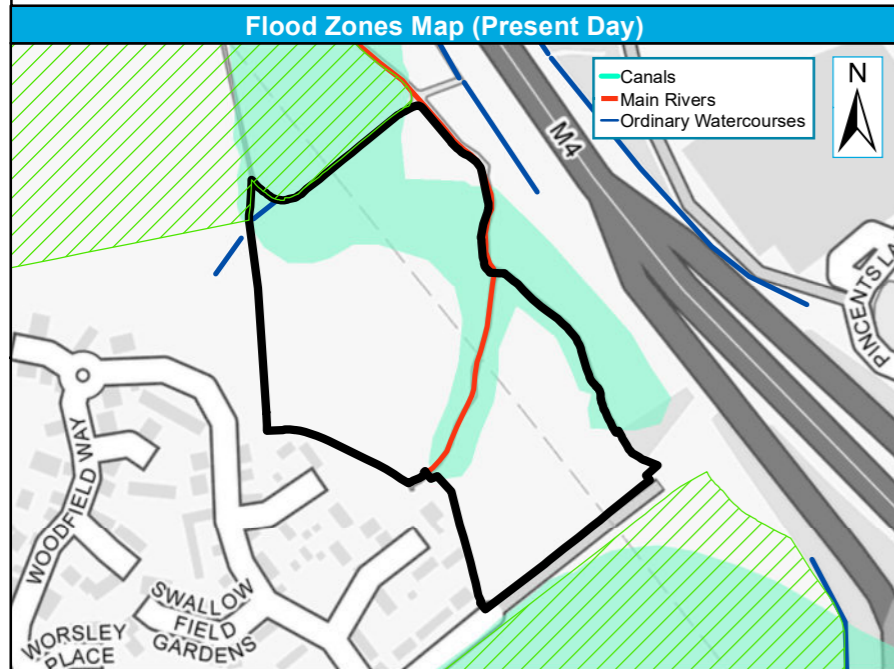 Flood Zones Map (Present Day)
Canals
Main Rivers
Ordinary Watercourses
N
M4
PINCENTS LA
WOODFIELD WAY
SWALLOW
FIELD
GARDENS
WORSLEY
PLACE